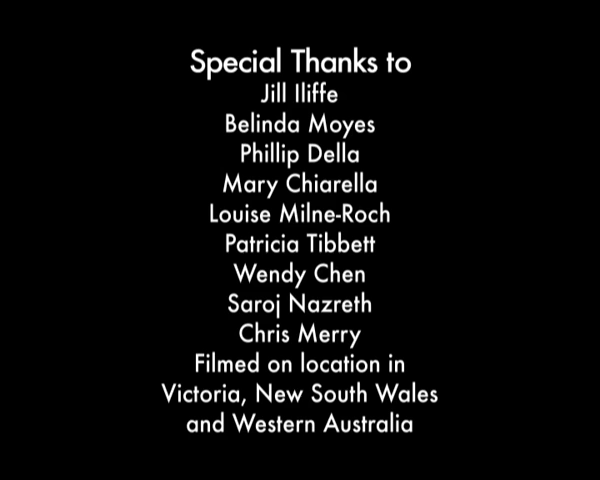 Special Thanks to
Jill Iliffe
Belinda Moyes
Phillip Della
Mary Chiarella
Louise Milne-Roch
Patricia Tibbett
Wendy Chen
Saroj Nazreth
Chris Merry
Filmed on location in
Victoria, New South Wales
and Western Australia